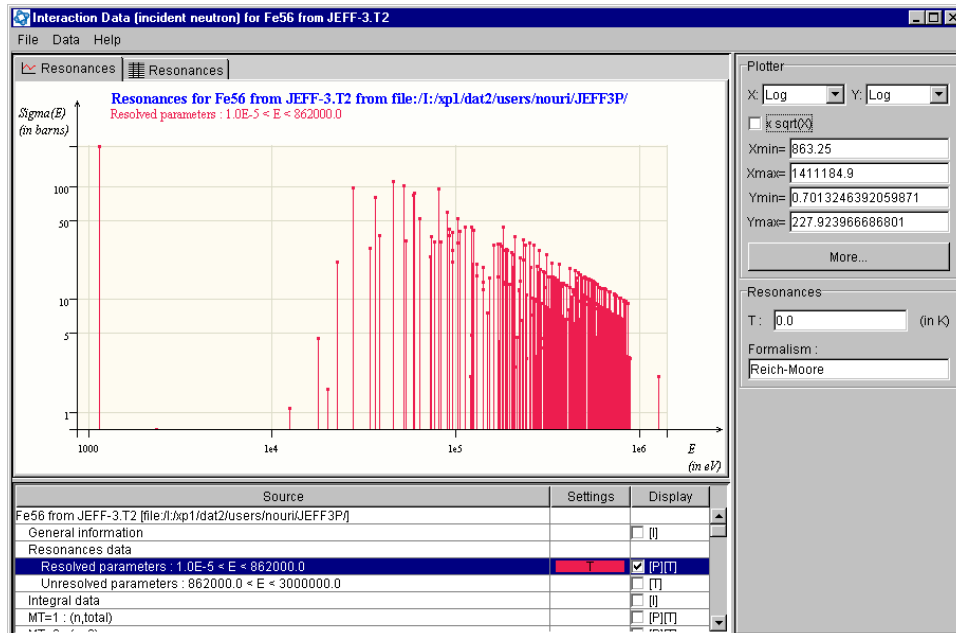 Interaction Data (incident neutron) for Fe56 from JEFF-3.T2
File Data Help
Resonances Resonances
Resonances for Fe56 from JEFF-3.T2 from file:/I:/xp1/dat2/users/nouri/JEFF3P/
Resolved parameters : 1.0E-5 < E < 862000.0
Sigma(E)
(in barns)
100
50
10
5
1
1000 1e4 1e5 1e6 E
(in eV)
Plotter
X: Log Y: Log
x sqrt(X)
Xmin= 863.25
Xmax= 1411184.9
Ymin= 0.7013246392059871
Ymax= 227.923966686801
More...
Resonances
T : 0.0 (in K)
Formalism :
Reich-Moore
Source Settings Display
Fe56 from JEFF-3.T2 [file:/I:/xp1/dat2/users/nouri/JEFF3P/]
General information [I]
Resonances data
Resolved parameters : 1.0E-5 < E < 862000.0 T [P][T]
Unresolved parameters : 862000.0 < E < 3000000.0 [T]
Integral data [I]
MT=1 : (n,total) [P][T]